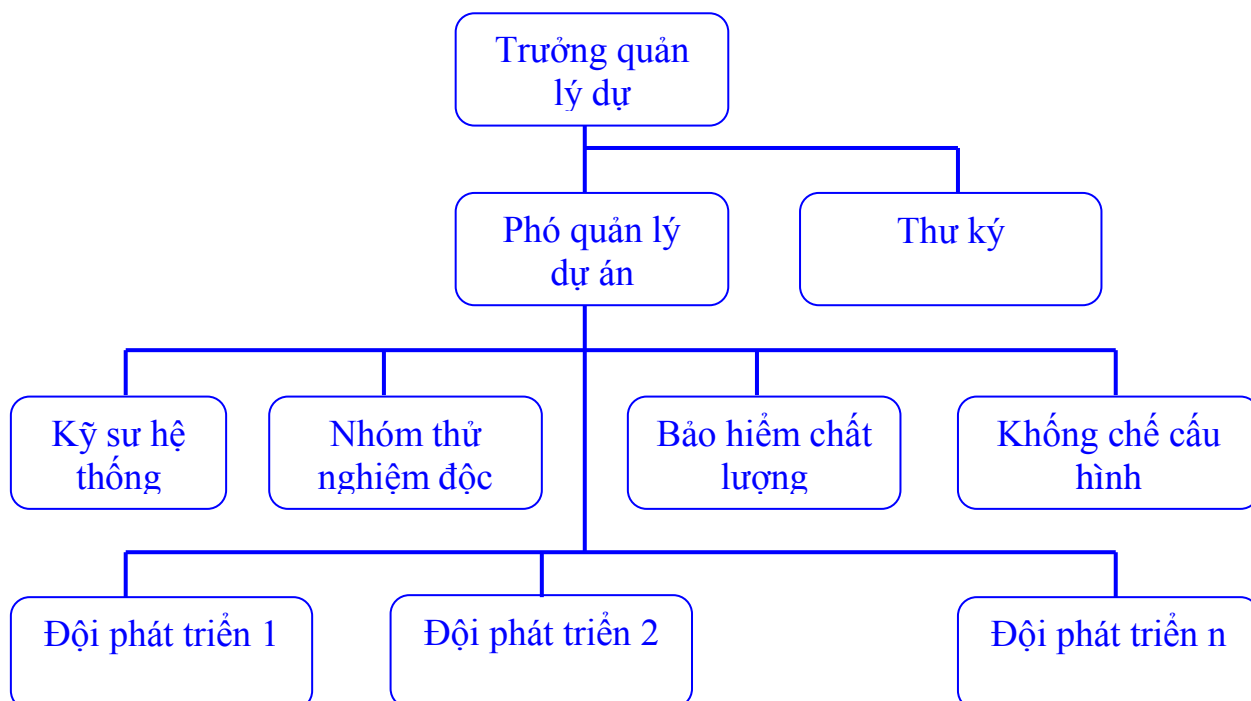 Trưởng quản
lý dự
Phó quản lý
dự án
Thư ký
Kỹ sư hệ
thống
Nhóm thử
nghiệm độc
Bảo hiểm chất
lượng
Khống chế cấu
hình
Đội phát triển 1
Đội phát triển 2
Đội phát triển n